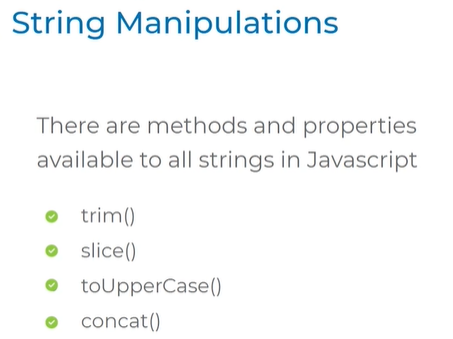 String Manipulations
There are methods and properties
available to all strings in Javascript
trim()
slice()
toUpperCase()
concat()